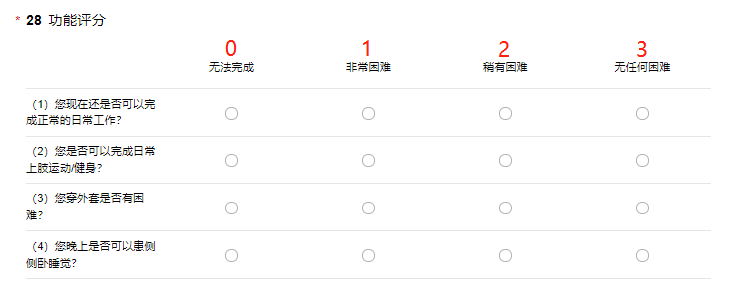 * 28 功能评分
0 1 2 3
无法完成 非常困难 稍有困难 无任何困难
（1）您现在还是否可以完
成正常的日常工作？
（2）您是否可以完成日常
上肢运动/健身？
（3）您穿外套是否有困
难？
（4）您晚上是否可以患侧
侧卧睡觉？